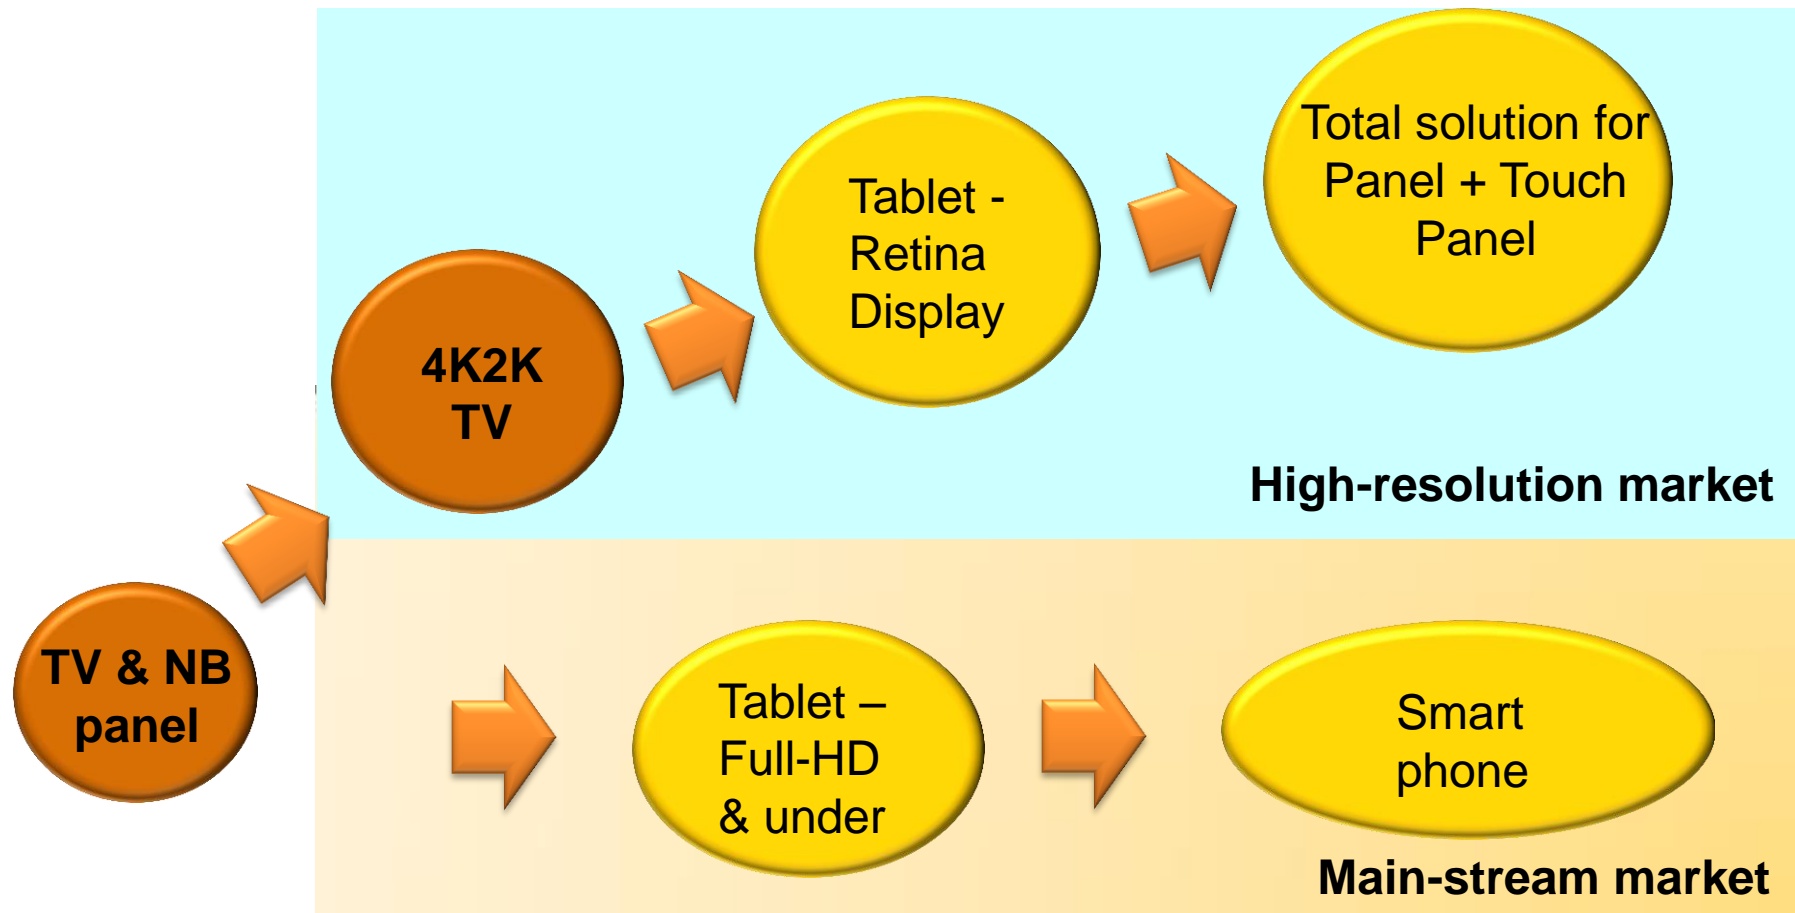 Total solution for
Panel + Touch
Panel
Tablet -
Retina
Display
4K2K
TV
High-resolution market
TV & NB
panel
Tablet –
Full-HD
& under
Smart
phone
Main-stream market